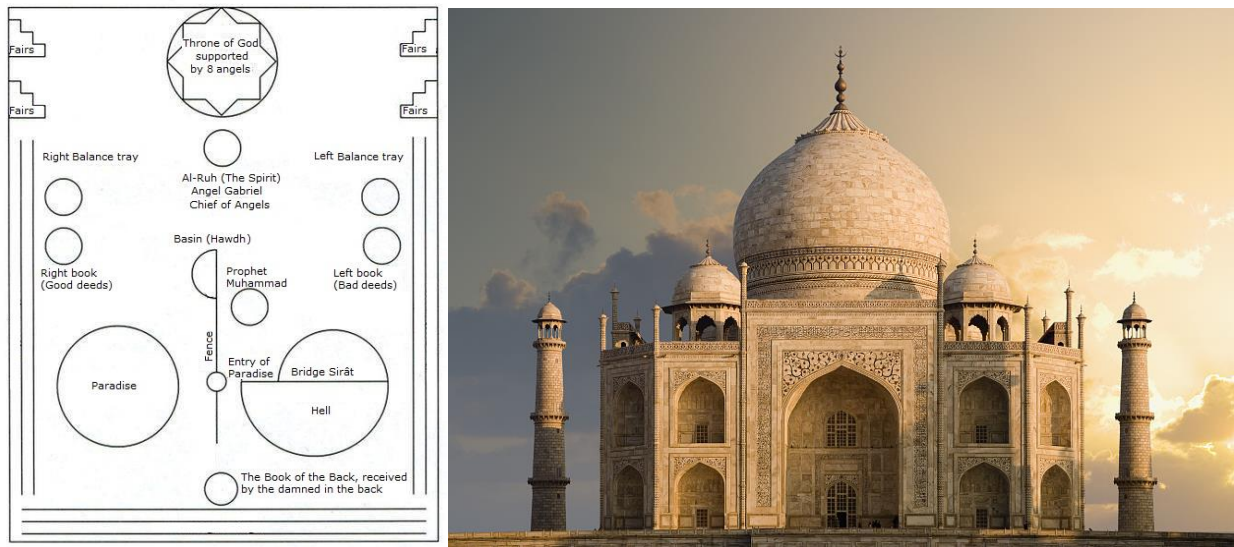 Throne of God
supported
by 8 angels
Fairs
Fairs
Fairs
Fairs
Right Balance tray
Left Balance tray
Al-Ruh (The Spirit)
Angel Gabriel
Chief of Angels
Basin (Hawdh)
Right book
(Good deeds)
Prophet
Muhammad
Left book
(Bad deeds)
Fence
Entry of
Paradise
Paradise
Bridge Sirât
Hell
The Book of the Back, received
by the damned in the back